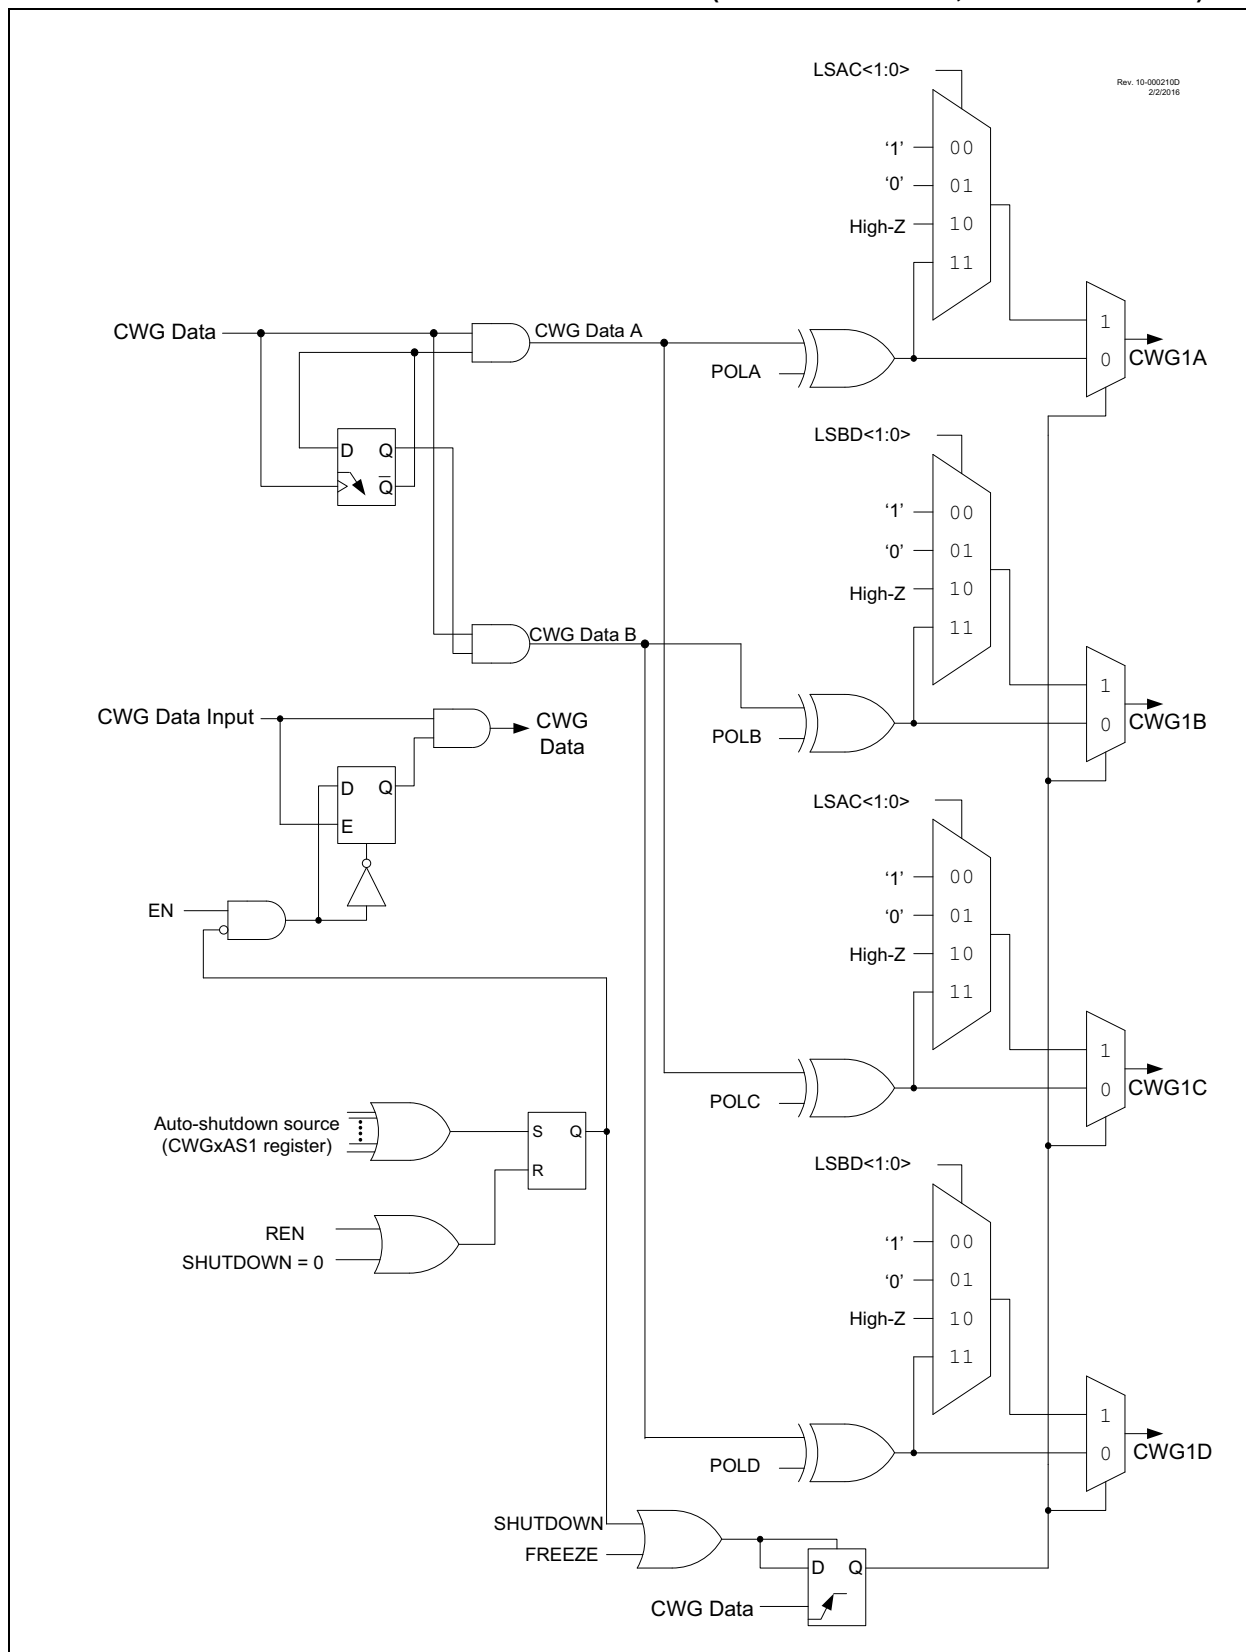 LSAC<1:0>
Rev. 10-000210D
2/2/2016
‘1’
00
‘0’
01
High-Z
10
11
CWG Data
CWG Data A
POLA
1
0
CWG1A
D
Q
Q
LSBD<1:0>
‘1’
00
‘0’
01
High-Z
10
11
CWG Data B
POLB
1
0
CWG1B
CWG Data Input
CWG
Data
D
Q
E
EN
LSAC<1:0>
‘1’
00
‘0’
01
High-Z
10
11
POLC
1
0
CWG1C
Auto-shutdown source
(CWGxAS1 register)
S
Q
R
REN
SHUTDOWN = 0
LSBD<1:0>
‘1’
00
‘0’
01
High-Z
10
11
POLD
1
0
CWG1D
SHUTDOWN
FREEZE
D
Q
CWG Data